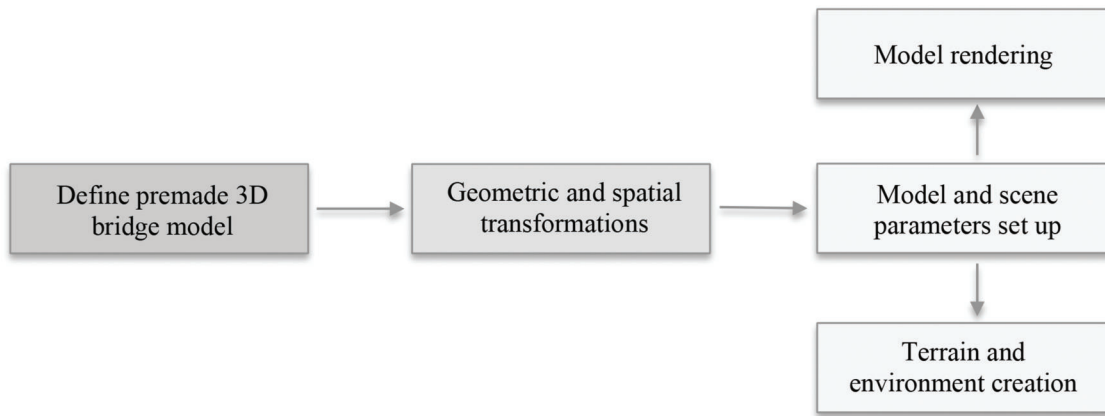 Model rendering
Define premade 3D
bridge model
Geometric and spatial
transformations
Model and scene
parameters set up
Terrain and
environment creation